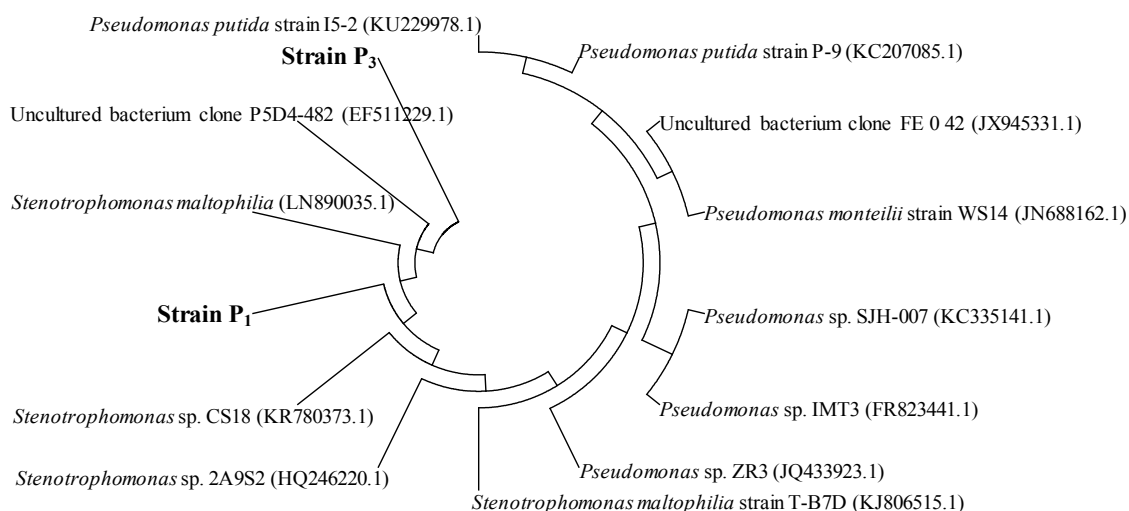 Pseudomonas putida strain I5-2 (KU229978.1)
Pseudomonas putida strain P-9 (KC207085.1)
Strain P3
Uncultured bacterium clone P5D4-482 (EF511229.1)
Uncultured bacterium clone FE 0 42 (JX945331.1)
Stenotrophomonas maltophilia (LN890035.1)
Pseudomonas monteilii strain WS14 (JN688162.1)
Strain P1
Pseudomonas sp. SJH-007 (KC335141.1)
Stenotrophomonas sp. CS18 (KR780373.1)
Pseudomonas sp. IMT3 (FR823441.1)
Stenotrophomonas sp. 2A9S2 (HQ246220.1)
Pseudomonas sp. ZR3 (JQ433923.1)
Stenotrophomonas maltophilia strain T-B7D (KJ806515.1)